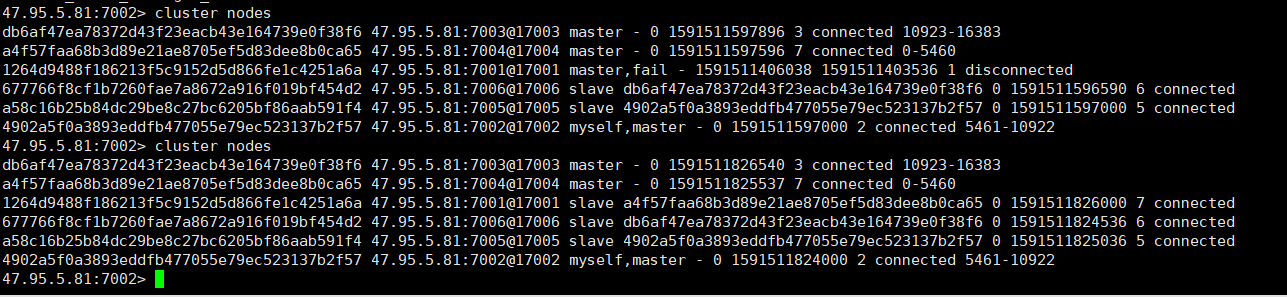 47.95.5.81:7002> cluster nodes
db6af47ea78372d43f23eacb43e164739e0f38f6 47.95.5.81:7003@17003 master - 0 1591511597896 3 connected 10923-16383
a4f57faa68b3d89e21ae8705ef5d83dee8b0ca65 47.95.5.81:7004@17004 master - 0 1591511597596 7 connected 0-5460
1264d9488f186213f5c9152d5d866fe1c4251a6a 47.95.5.81:7001@17001 master,fail - 1591511406038 1591511403536 1 disconnected
677766f8cf1b7260fae7a8672a916f019bf454d2 47.95.5.81:7006@17006 slave db6af47ea78372d43f23eacb43e164739e0f38f6 0 1591511596590 6 connected
a58c16b25b84dc29be8c27bc6205bf86aab591f4 47.95.5.81:7005@17005 slave 4902a5f0a3893eddfb477055e79ec523137b2f57 0 1591511597000 5 connected
4902a5f0a3893eddfb477055e79ec523137b2f57 47.95.5.81:7002@17002 myself,master - 0 1591511597000 2 connected 5461-10922
47.95.5.81:7002> cluster nodes
db6af47ea78372d43f23eacb43e164739e0f38f6 47.95.5.81:7003@17003 master - 0 1591511826540 3 connected 10923-16383
a4f57faa68b3d89e21ae8705ef5d83dee8b0ca65 47.95.5.81:7004@17004 master - 0 1591511825537 7 connected 0-5460
1264d9488f186213f5c9152d5d866fe1c4251a6a 47.95.5.81:7001@17001 slave a4f57faa68b3d89e21ae8705ef5d83dee8b0ca65 0 1591511826000 7 connected
677766f8cf1b7260fae7a8672a916f019bf454d2 47.95.5.81:7006@17006 slave db6af47ea78372d43f23eacb43e164739e0f38f6 0 1591511824536 6 connected
a58c16b25b84dc29be8c27bc6205bf86aab591f4 47.95.5.81:7005@17005 slave 4902a5f0a3893eddfb477055e79ec523137b2f57 0 1591511825036 5 connected
4902a5f0a3893eddfb477055e79ec523137b2f57 47.95.5.81:7002@17002 myself,master - 0 1591511824000 2 connected 5461-10922
47.95.5.81:7002>